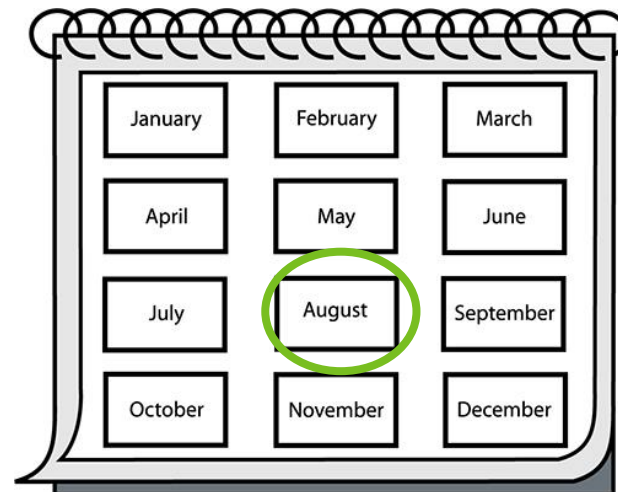 January February March
April May June
July August September
October November December